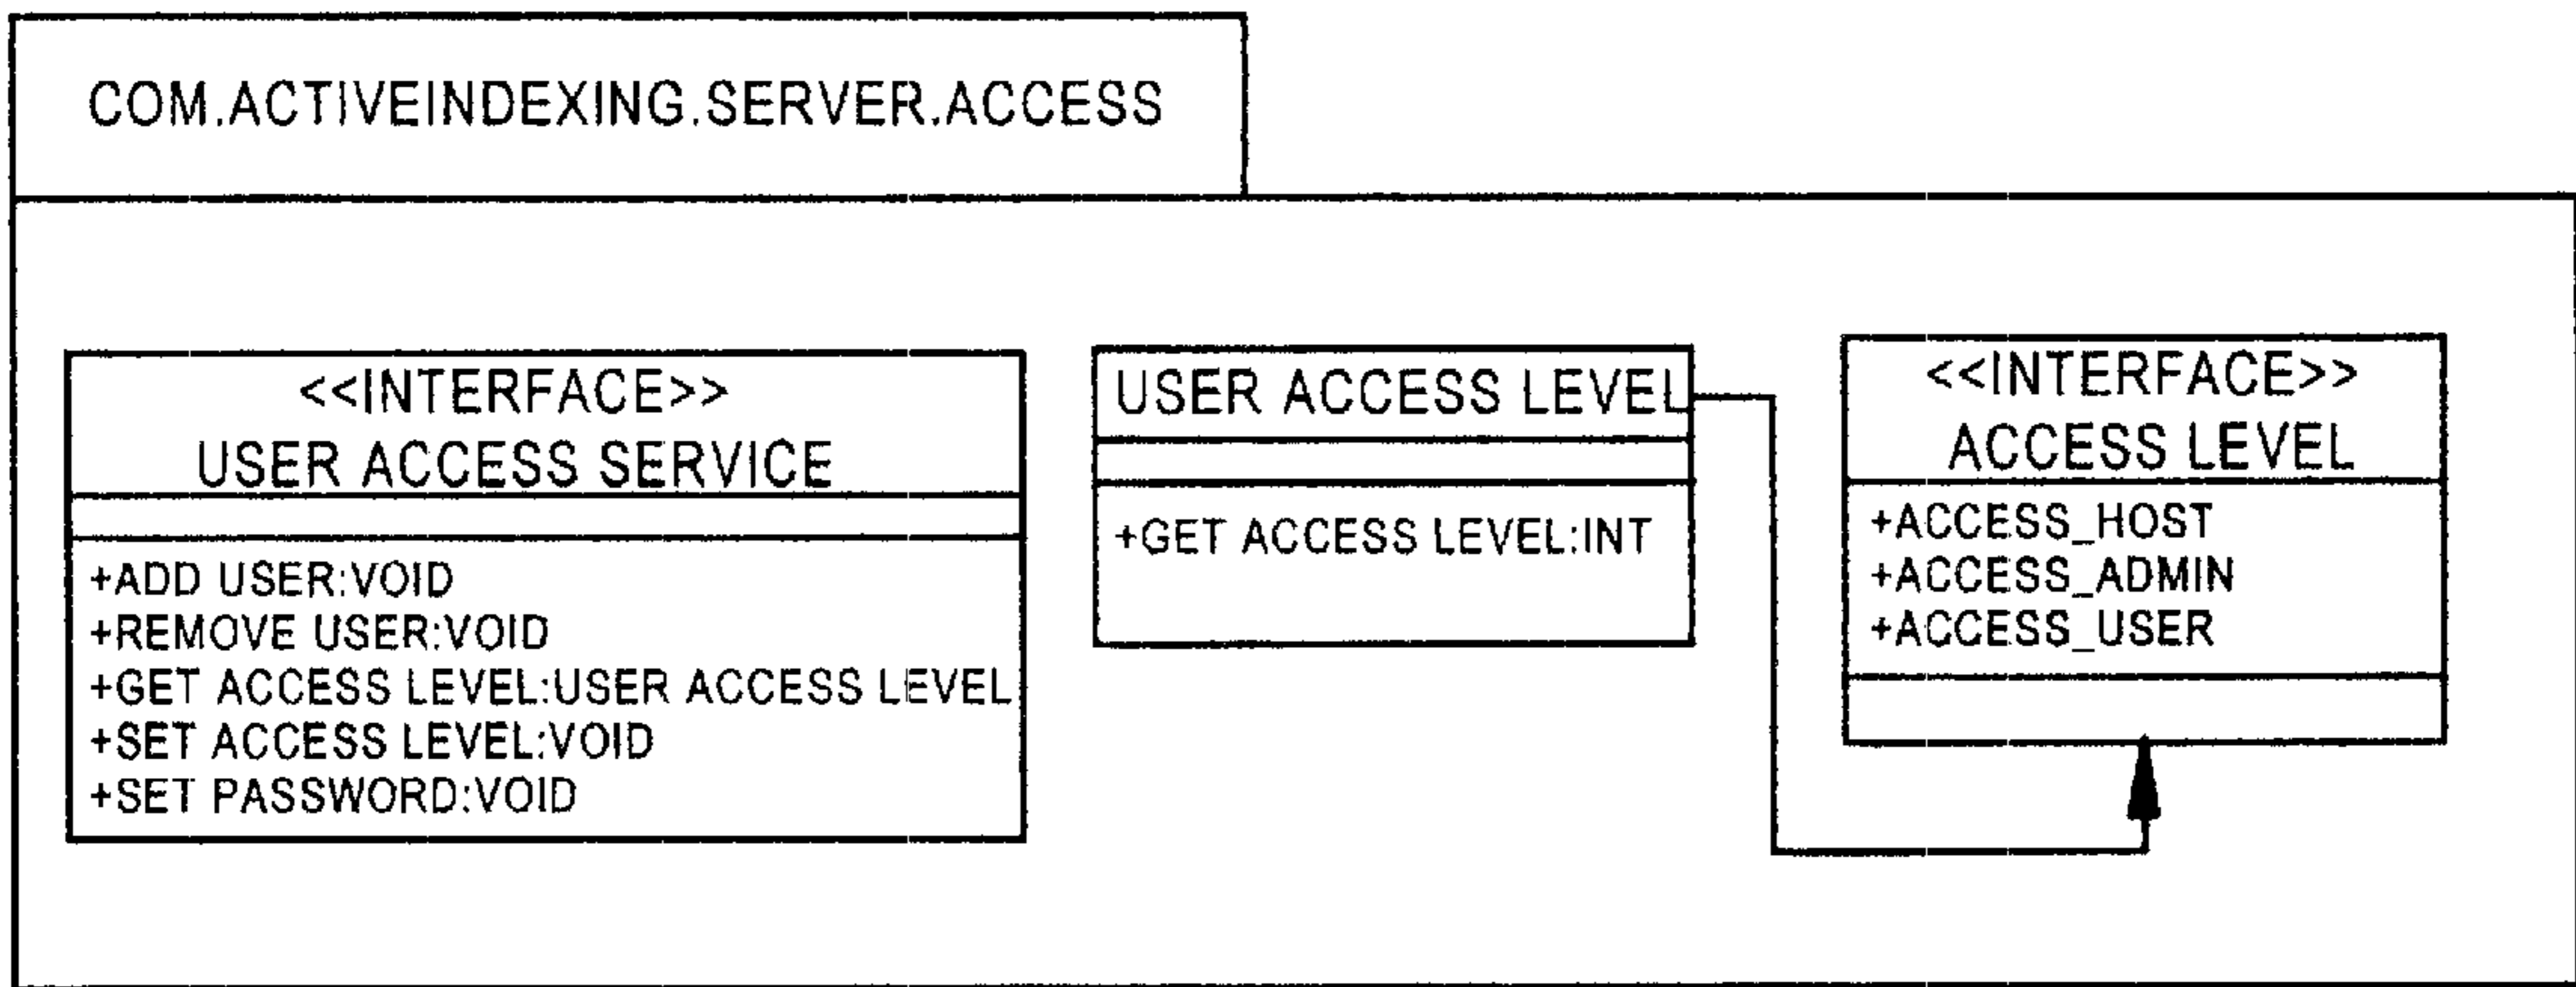 COM.ACTIVEINDEXING.SERVER.ACCESS
<<INTERFACE>>
USER ACCESS SERVICE
+ADD USER:VOID
+REMOVE USER:VOID
+GET ACCESS LEVEL:USER ACCESS LEVEL
+SET ACCESS LEVEL:VOID
+SET PASSWORD:VOID
USER ACCESS LEVEL
+GET ACCESS LEVEL:INT
<<INTERFACE>>
ACCESS LEVEL
+ACCESS_HOST
+ACCESS_ADMIN
+ACCESS_USER